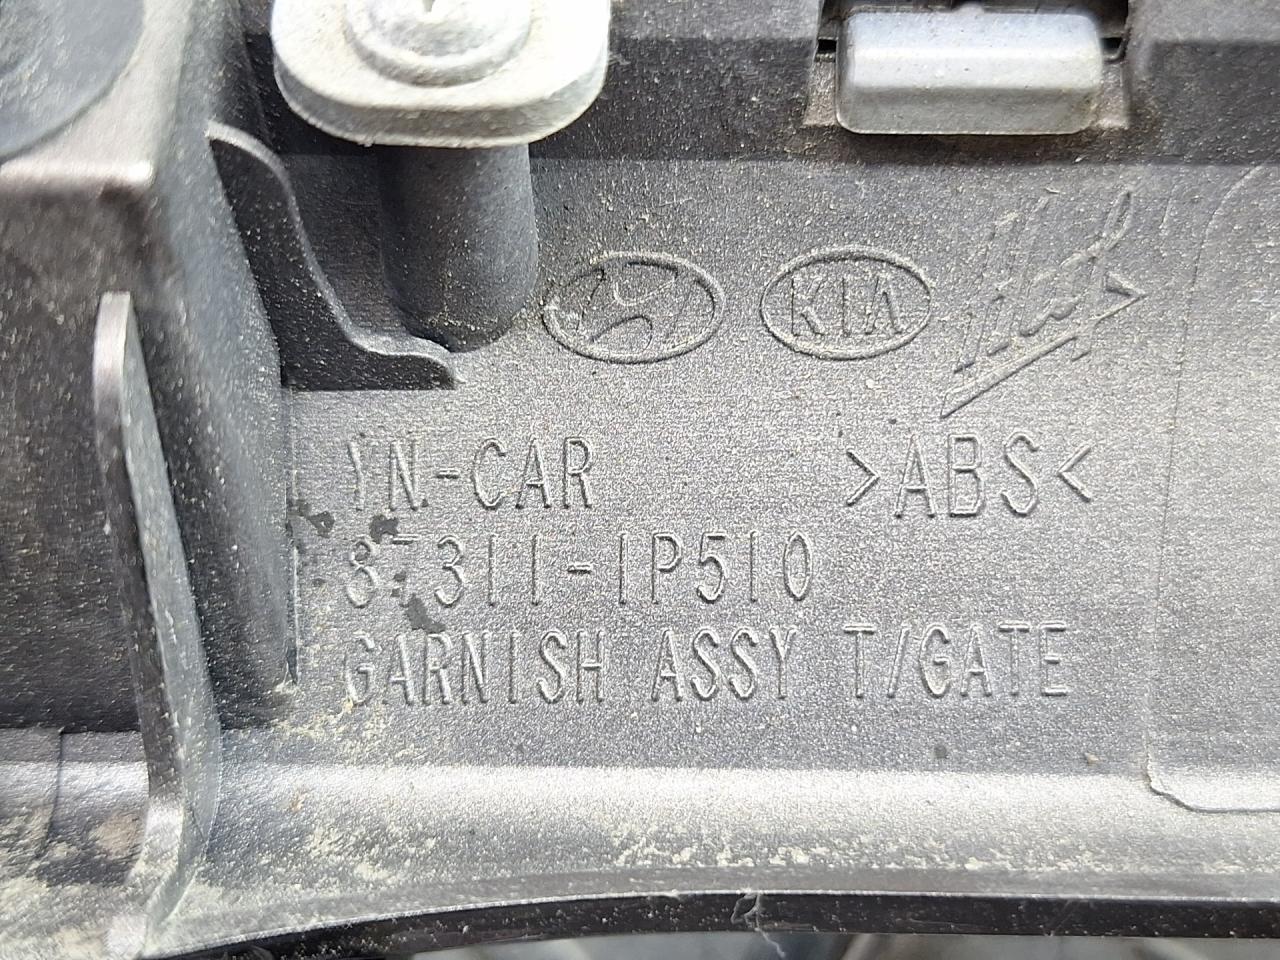 KIA
YN.-CAR >ABS<
87311-1P510
GARNISH ASSY T/GATE